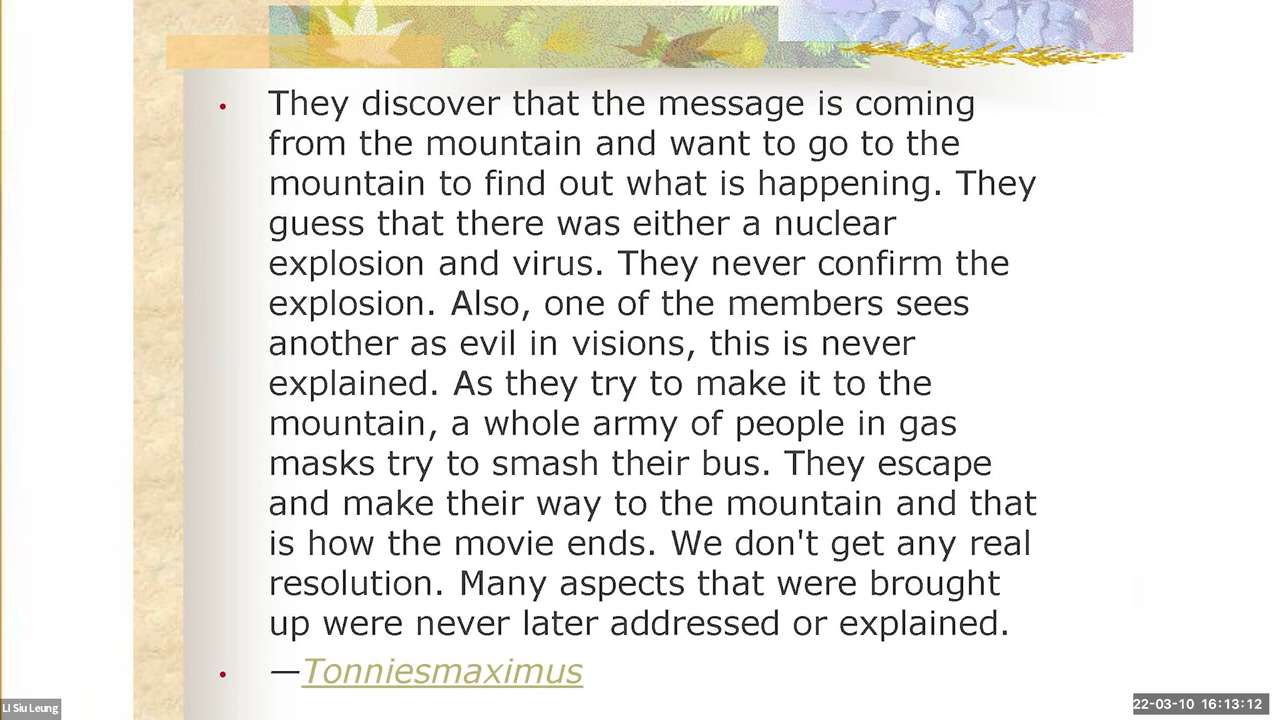 • They discover that the message is coming
from the mountain and want to go to the
mountain to find out what is happening. They
guess that there was either a nuclear
explosion and virus. They never confirm the
explosion. Also, one of the members sees
another as evil in visions, this is never
explained. As they try to make it to the
mountain, a whole army of people in gas
masks try to smash their bus. They escape
and make their way to the mountain and that
is how the movie ends. We don't get any real
resolution. Many aspects that were brought
up were never later addressed or explained.
• —Tonniesmaximus
LI Siu Leung
22-03-10 16:13:12